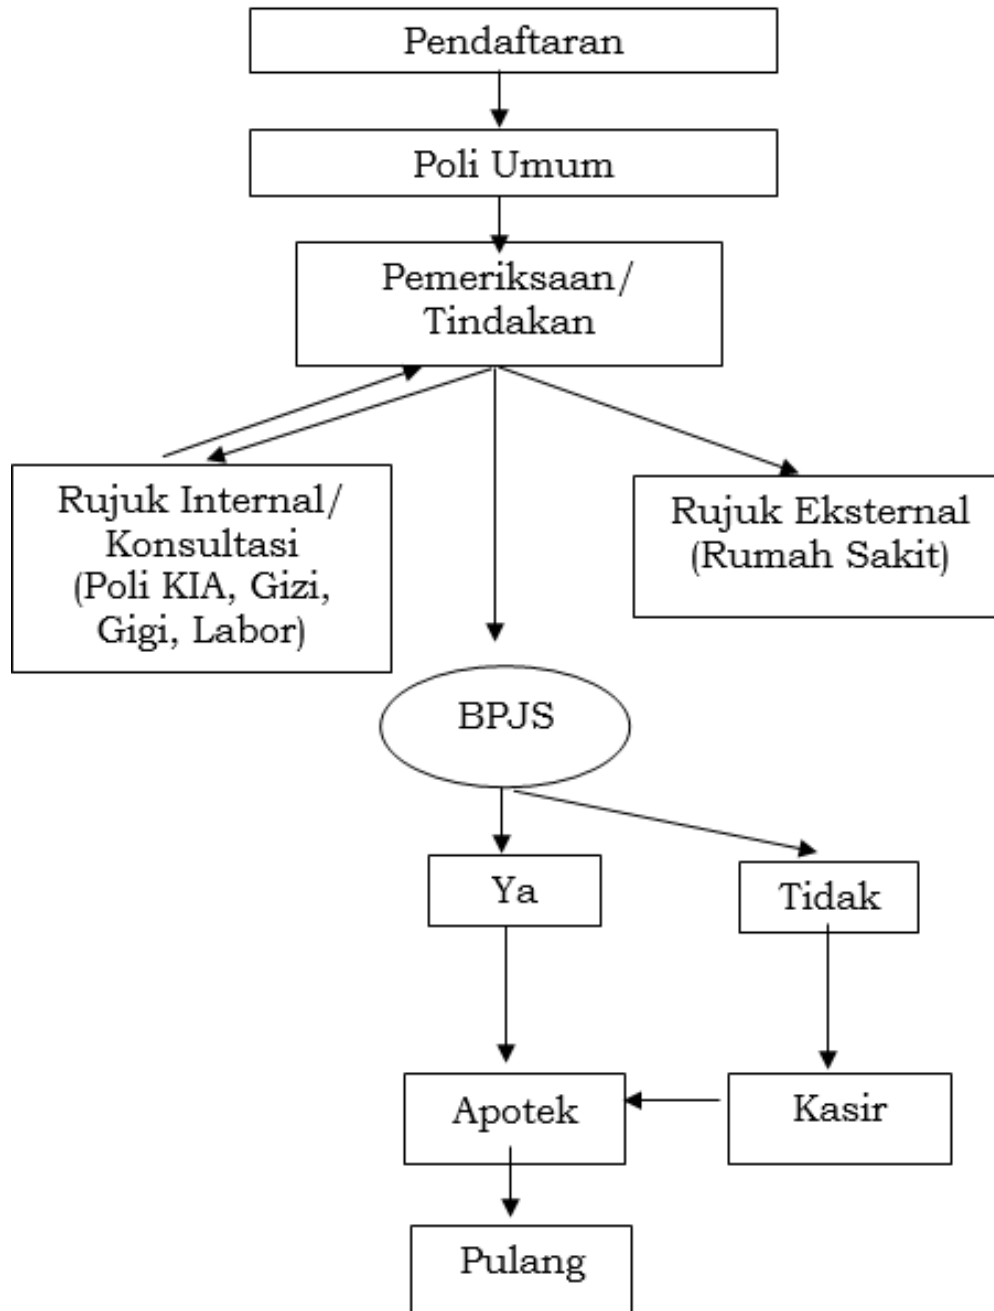 Pendaftaran
Poli Umum
Pemeriksaan/
Tindakan
Rujuk Internal/
Konsultasi
(Poli KIA, Gizi,
Gigi, Labor)
Rujuk Eksternal
(Rumah Sakit)
BPJS
Ya
Tidak
Apotek
Kasir
Pulang